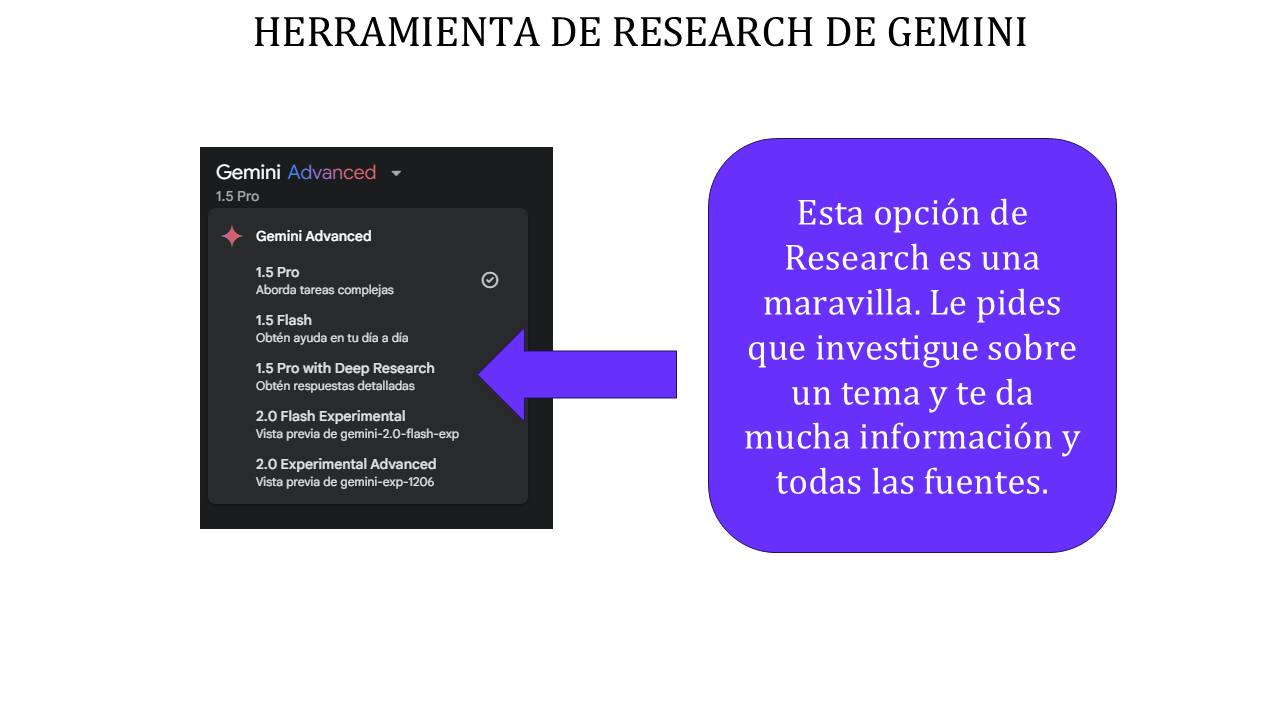 HERRAMIENTA DE RESEARCH DE GEMINI
Gemini Advanced
1.5 Pro
Gemini Advanced
1.5 Pro
Aborda tareas complejas
1.5 Flash
Obtén ayuda en tu día a día
1.5 Pro with Deep Research
Obtén respuestas detalladas
2.0 Flash Experimental
Vista previa de gemini-2.0-flash-exp
2.0 Experimental Advanced
Vista previa de gemini-exp-1206
Esta opción de
Research es una
maravilla. Le pides
que investigue sobre
un tema y te da
mucha información y
todas las fuentes.